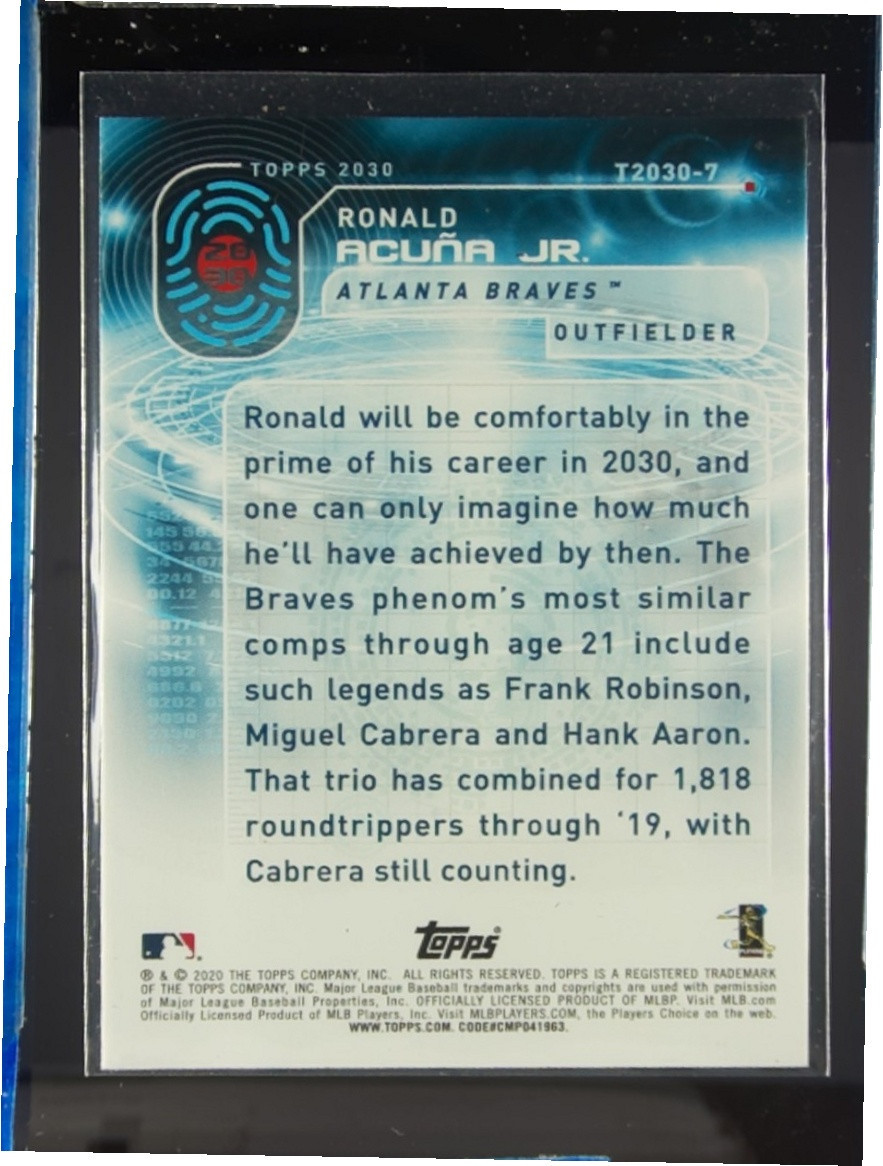 TOPPS 2030
T2030-7
20
30
RONALD
ACUÑA JR.
ATLANTA BRAVES™
OUTFIELDER
Ronald will be comfortably in the
prime of his career in 2030, and
one can only imagine how much
he'll have achieved by then. The
Braves phenom's most similar
comps through age 21 include
such legends as Frank Robinson,
Miguel Cabrera and Hank Aaron.
That trio has combined for 1,818
roundtrippers through '19, with
Cabrera still counting.
topps®
® & © 2020 THE TOPPS COMPANY, INC. ALL RIGHTS RESERVED. TOPPS IS A REGISTERED TRADEMARK
OF THE TOPPS COMPANY, INC. Major League Baseball trademarks and copyrights are used with permission
of Major League Baseball Properties, Inc. OFFICIALLY LICENSED PRODUCT OF MLBP. Visit MLB.com
Officially Licensed Product of MLB Players, Inc. Visit MLBPLAYERS.COM, the Players Choice on the web.
WWW.TOPPS.COM. CODE#CMP041963.